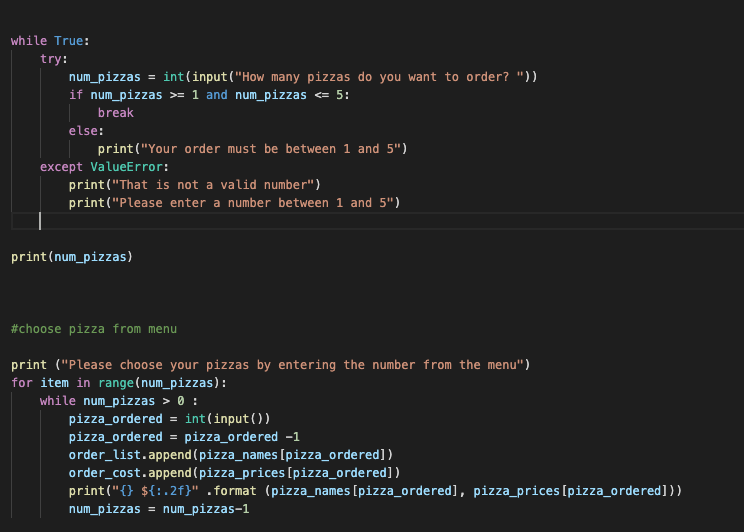 while True:
    try:
        num_pizzas = int(input("How many pizzas do you want to order? "))
        if num_pizzas >= 1 and num_pizzas <= 5:
            break
        else:
            print("Your order must be between 1 and 5")
    except ValueError:
        print("That is not a valid number")
        print("Please enter a number between 1 and 5")
print(num_pizzas)
#choose pizza from menu
print ("Please choose your pizzas by entering the number from the menu")
for item in range(num_pizzas):
    while num_pizzas > 0 :
        pizza_ordered = int(input())
        pizza_ordered = pizza_ordered -1
        order_list.append(pizza_names[pizza_ordered])
        order_cost.append(pizza_prices[pizza_ordered])
        print("{} ${:.2f}" .format (pizza_names[pizza_ordered], pizza_prices[pizza_ordered]))
        num_pizzas = num_pizzas-1